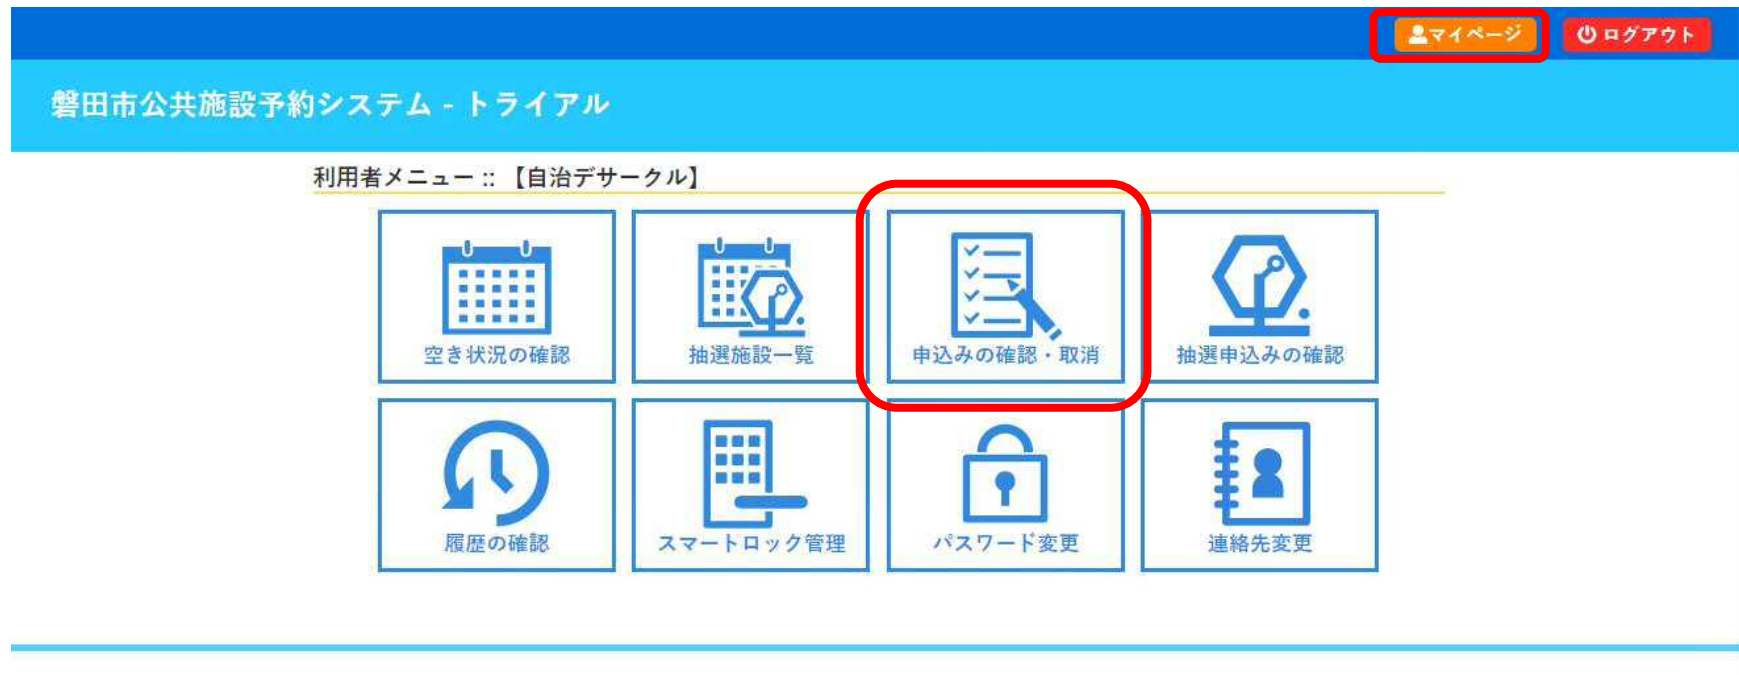 マイページ
ログアウト
磐田市公共施設予約システム - トライアル
利用者メニュー :: 【自治デサークル】
空き状況の確認
抽選施設一覧
申込みの確認・取消
抽選申込みの確認
履歴の確認
スマートロック管理
パスワード変更
連絡先変更